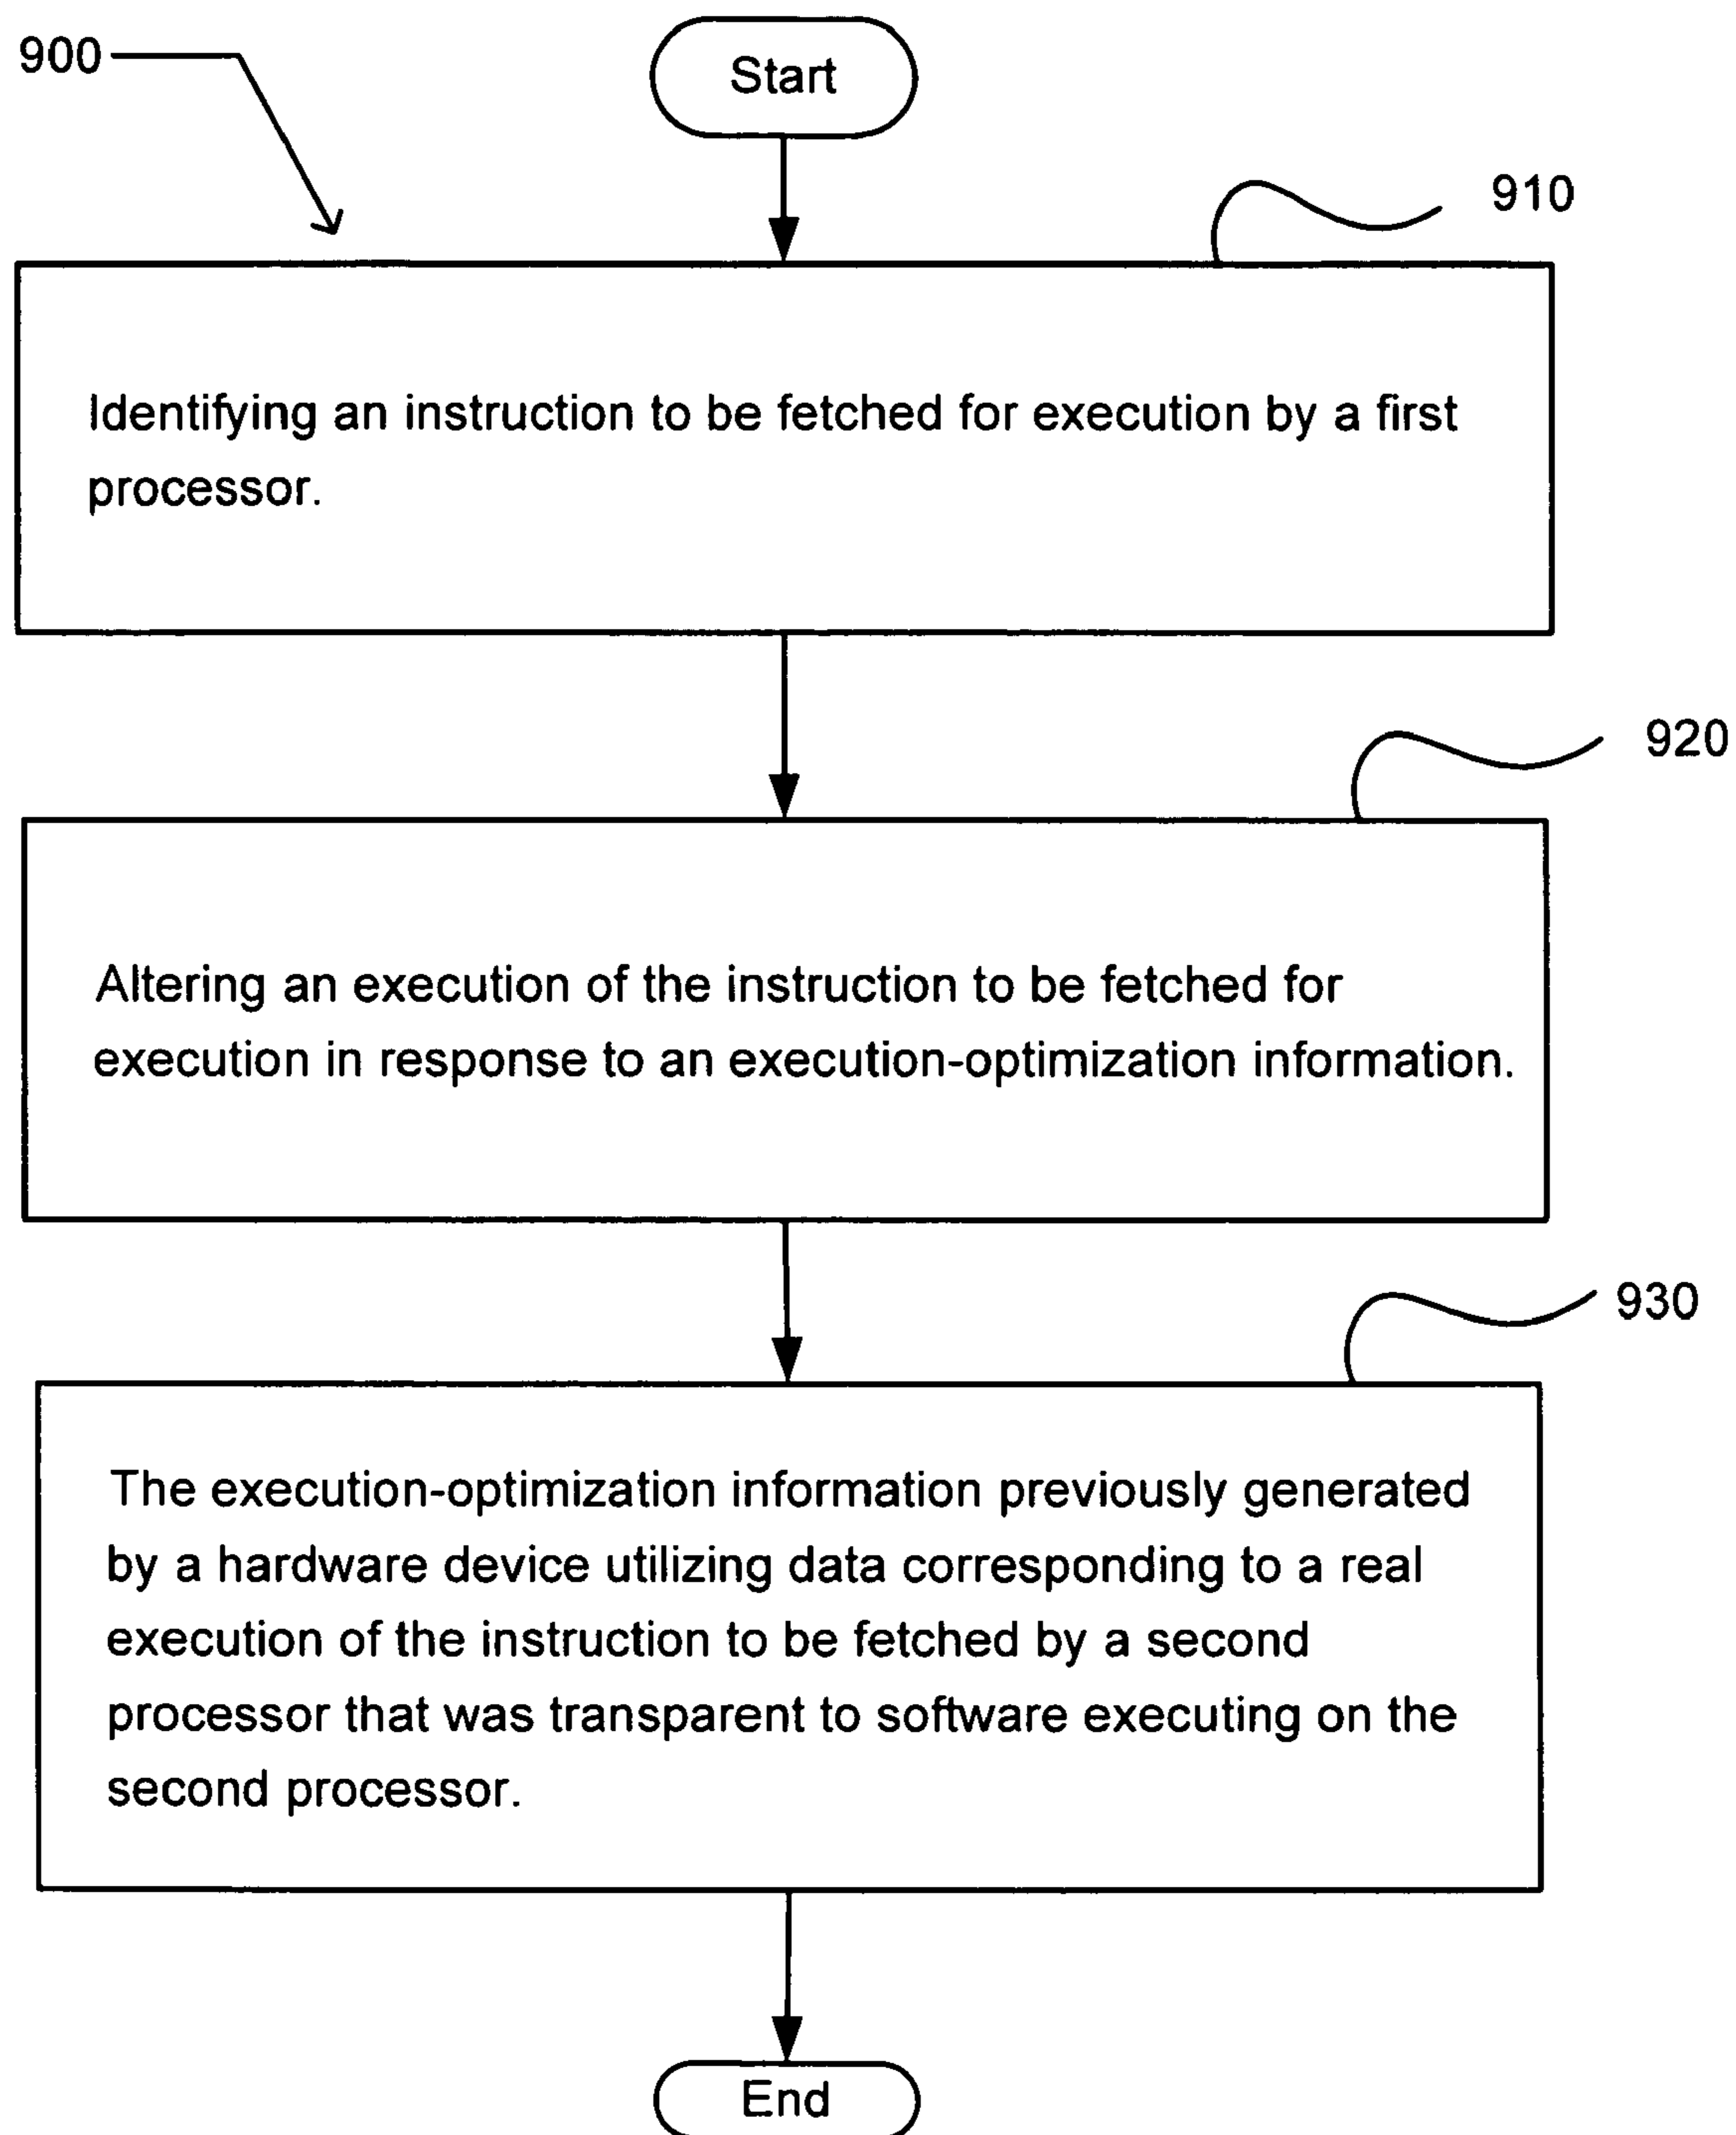 900
Start
910
Identifying an instruction to be fetched for execution by a first
processor.
920
Altering an execution of the instruction to be fetched for
execution in response to an execution-optimization information.
930
The execution-optimization information previously generated
by a hardware device utilizing data corresponding to a real
execution of the instruction to be fetched by a second
processor that was transparent to software executing on the
second processor.
End